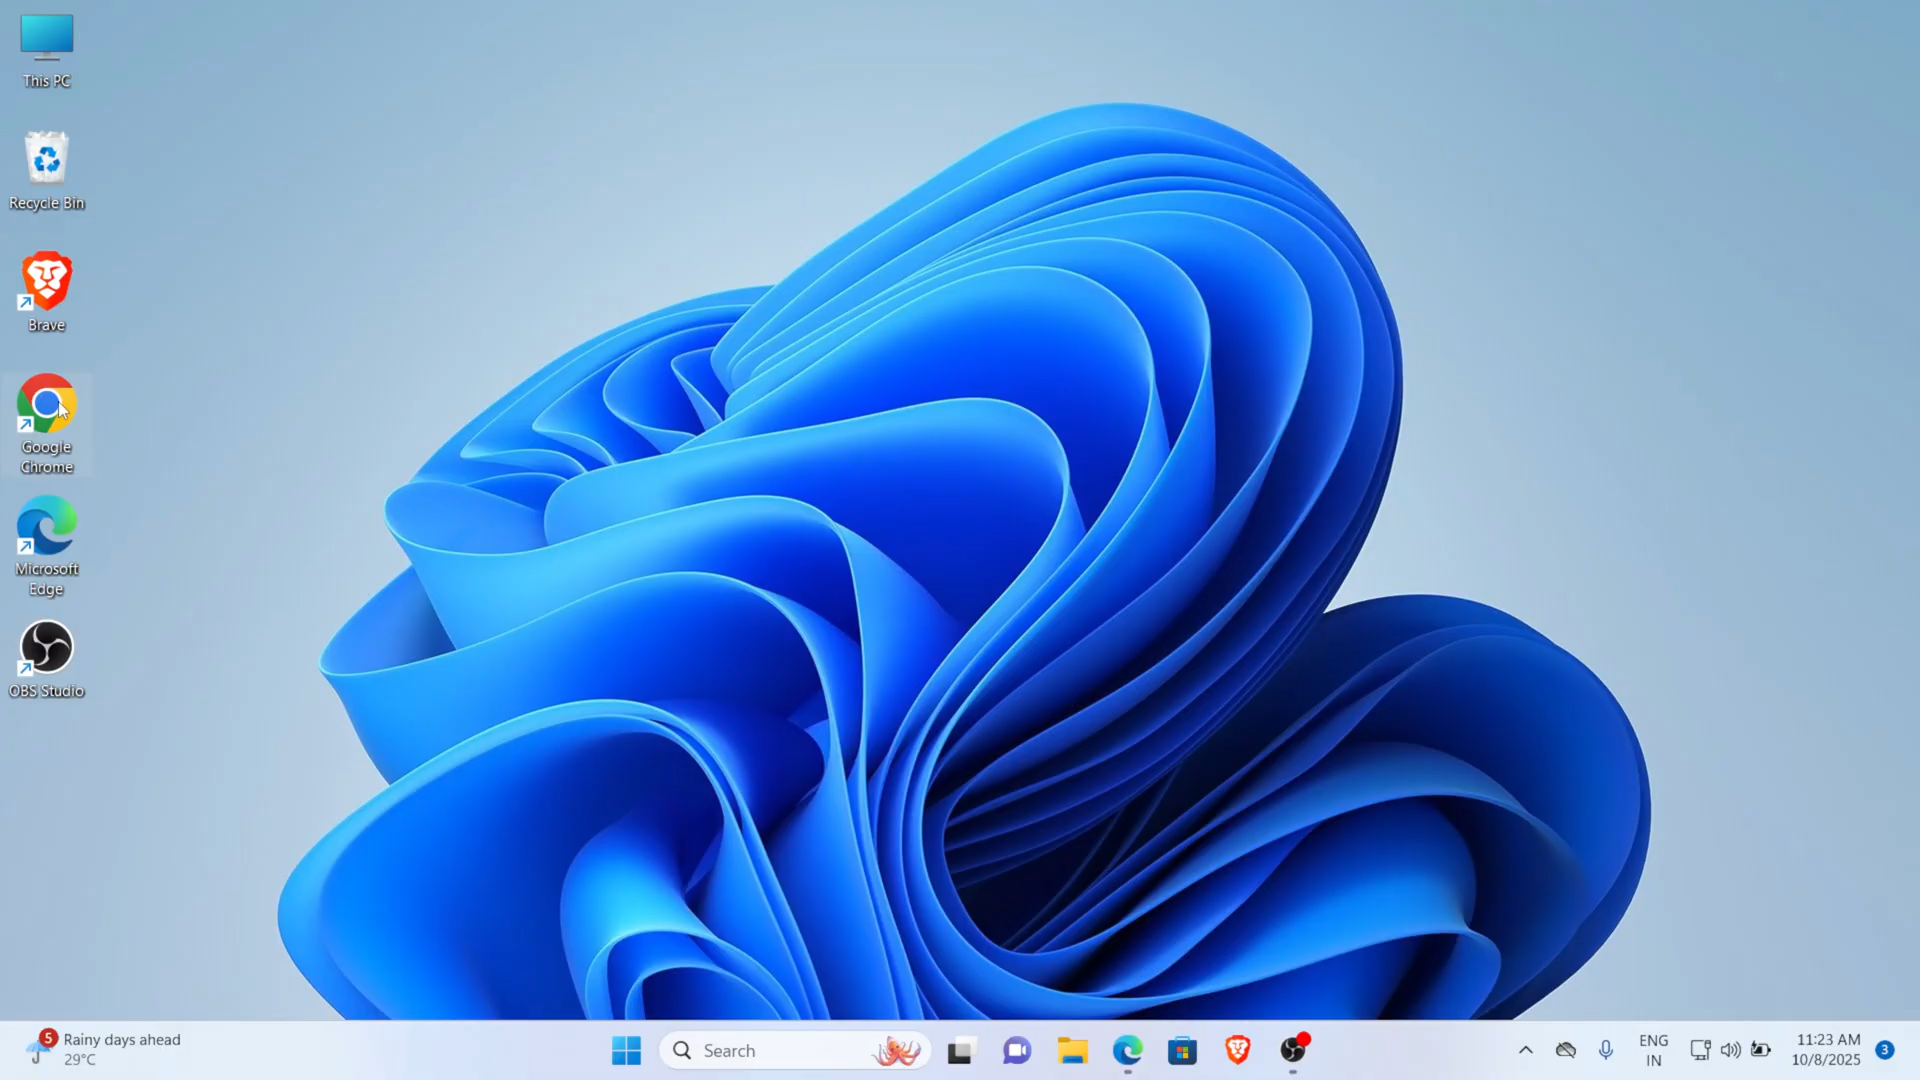 This PC
Recycle Bin
Brave
Google
Chrome
Microsoft
Edge
OBS Studio
5
Rainy days ahead
29°C
Search
ENG
IN
11:23 AM
10/8/2025
3